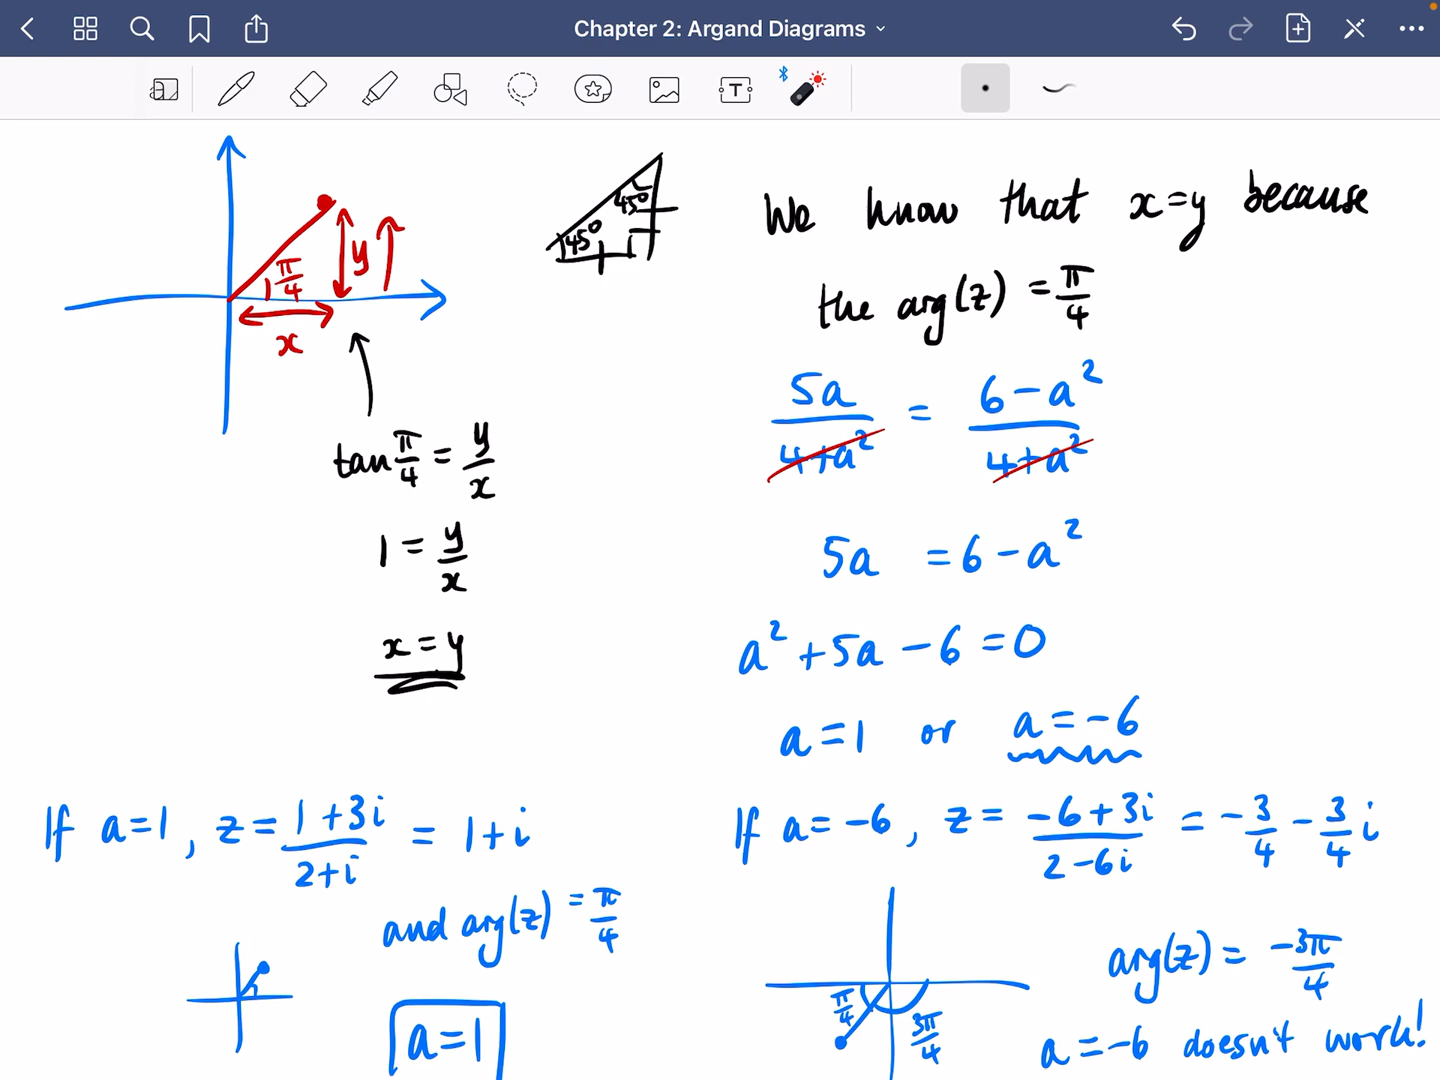 Chapter 2: Argand Diagrams
T
π/4
y
x
45°
45°
We know that x=y because
the arg(z) = π/4
5a/4+a² = 6-a²/4+a²
tan π/4 = y/x
1 = y/x
x = y
5a = 6-a²
a² +5a -6 = 0
a = 1 or a = -6
If a=1, z = 1+3i/2+i = 1+i
and arg(z) = π/4
a=1
If a = -6, z = -6+3i/2-6i = -3/4 - 3/4 i
π/4
3π/4
arg(z) = -3π/4
a = -6 doesn't work!